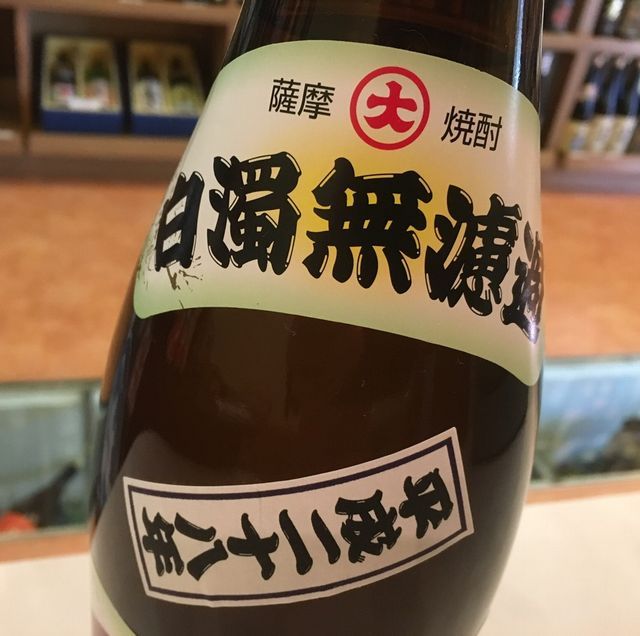 薩摩 大 焼酎
白濁無濾過
平成二十八年